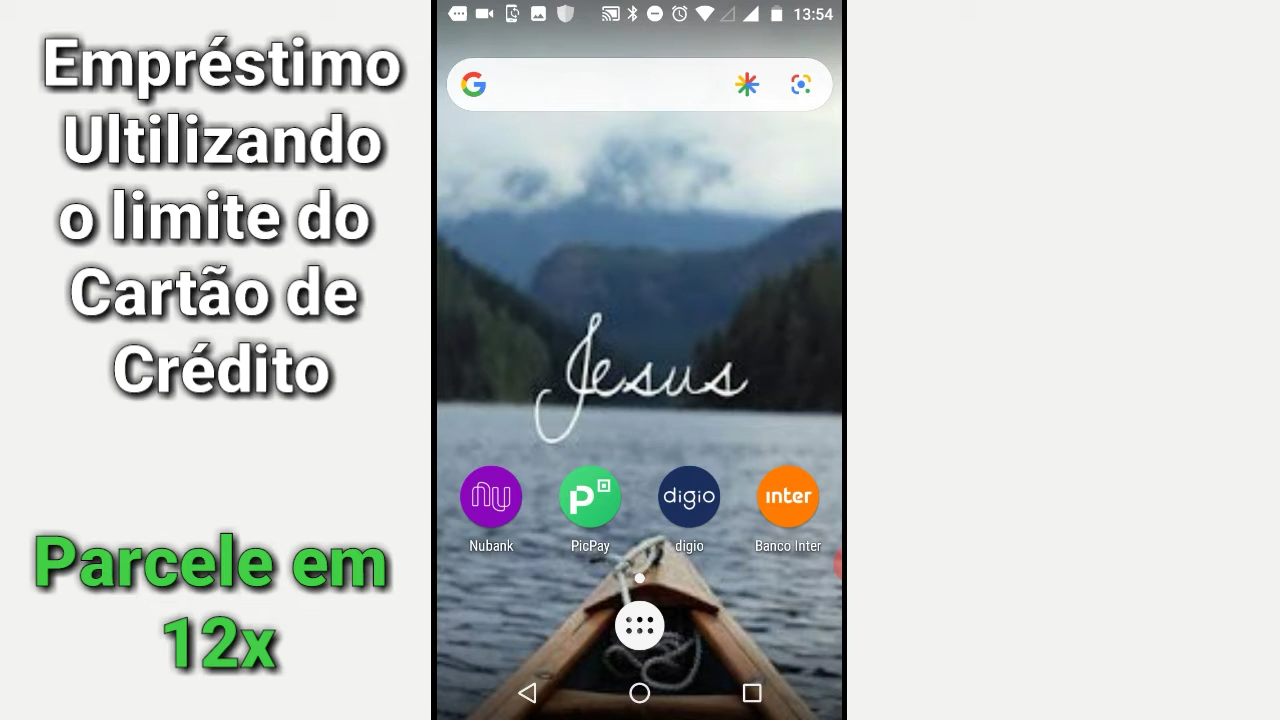 Empréstimo
Ultilizando
o limite do
Cartão de
Crédito
Parcele em
12x
13:54
Jesus
nu
digio
inter
Nubank
PicPay
digio
Banco Inter